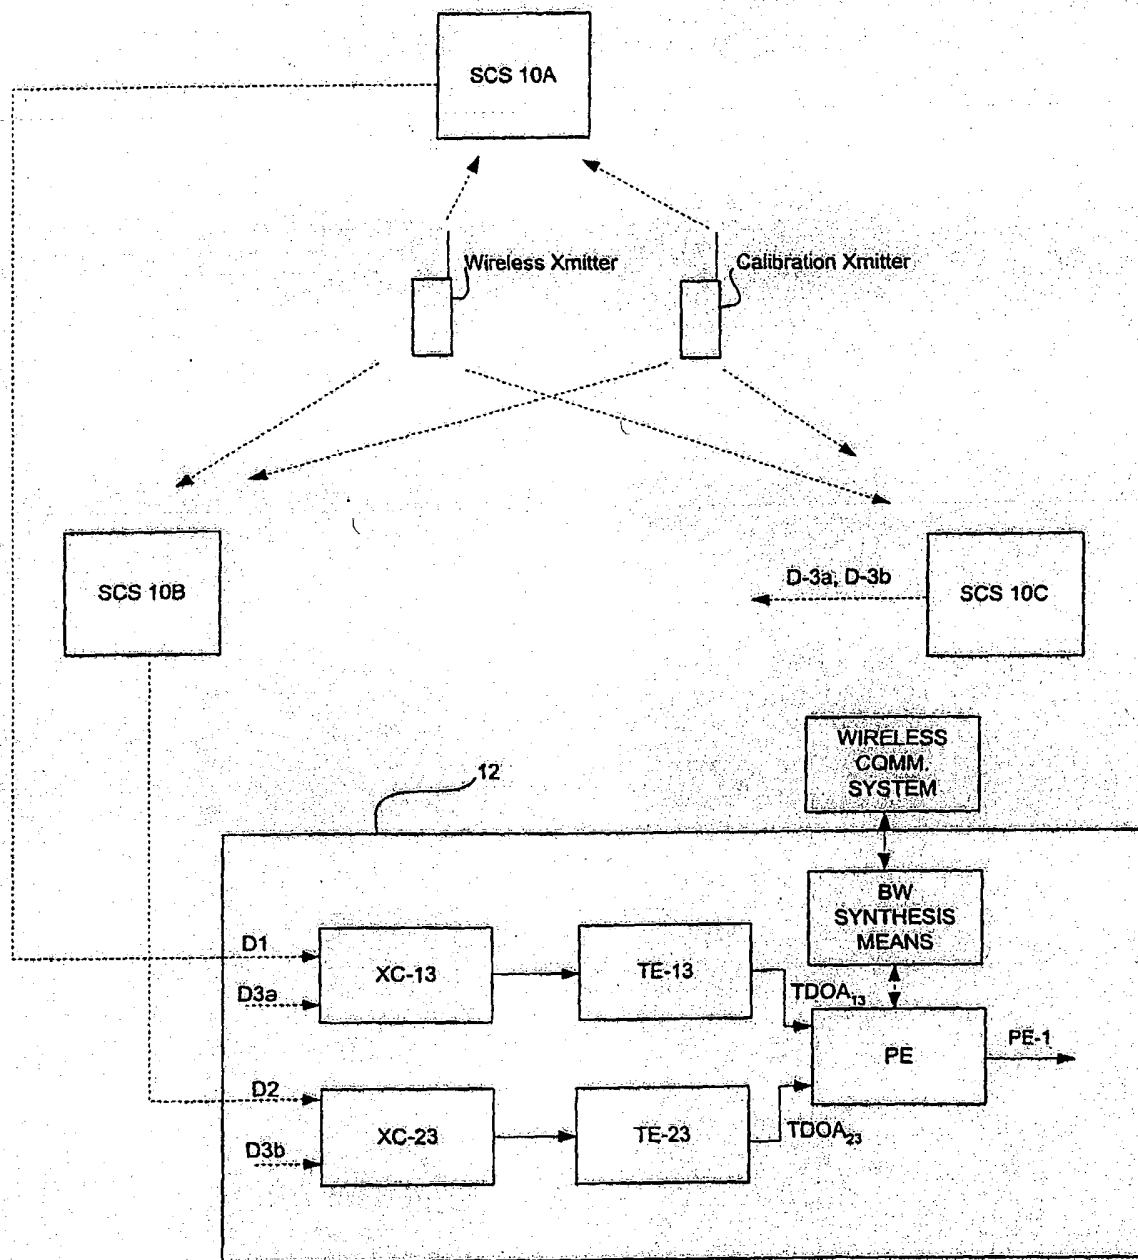 SCS 10A
Wireless Xmitter
Calibration Xmitter
SCS 10B
D-3a, D-3b
SCS 10C
WIRELESS
COMM.
SYSTEM
12
BW
SYNTHESIS
MEANS
D1
XC-13
TE-13
D3a
TDOA13
PE
PE-1
D2
XC-23
TE-23
TDOA23
D3b